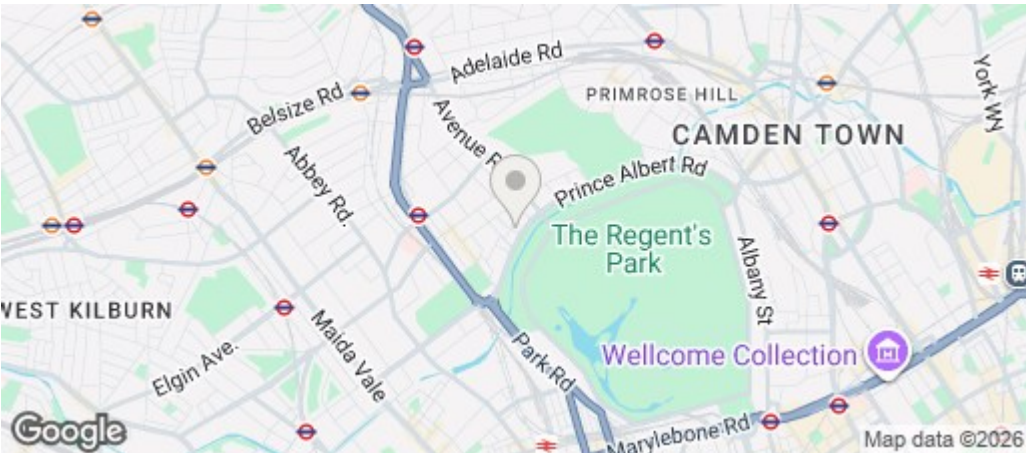 Adelaide Rd
York Wy
Belsize Rd
PRIMROSE HILL
Avenue R
CAMDEN TOWN
Abbey Rd.
Prince Albert Rd
The Regent's
Park
Albany St
WEST KILBURN
Maida Vale
Elgin Ave.
Park Rd
Wellcome Collection
Marylebone Rd
Google
Map data ©2026